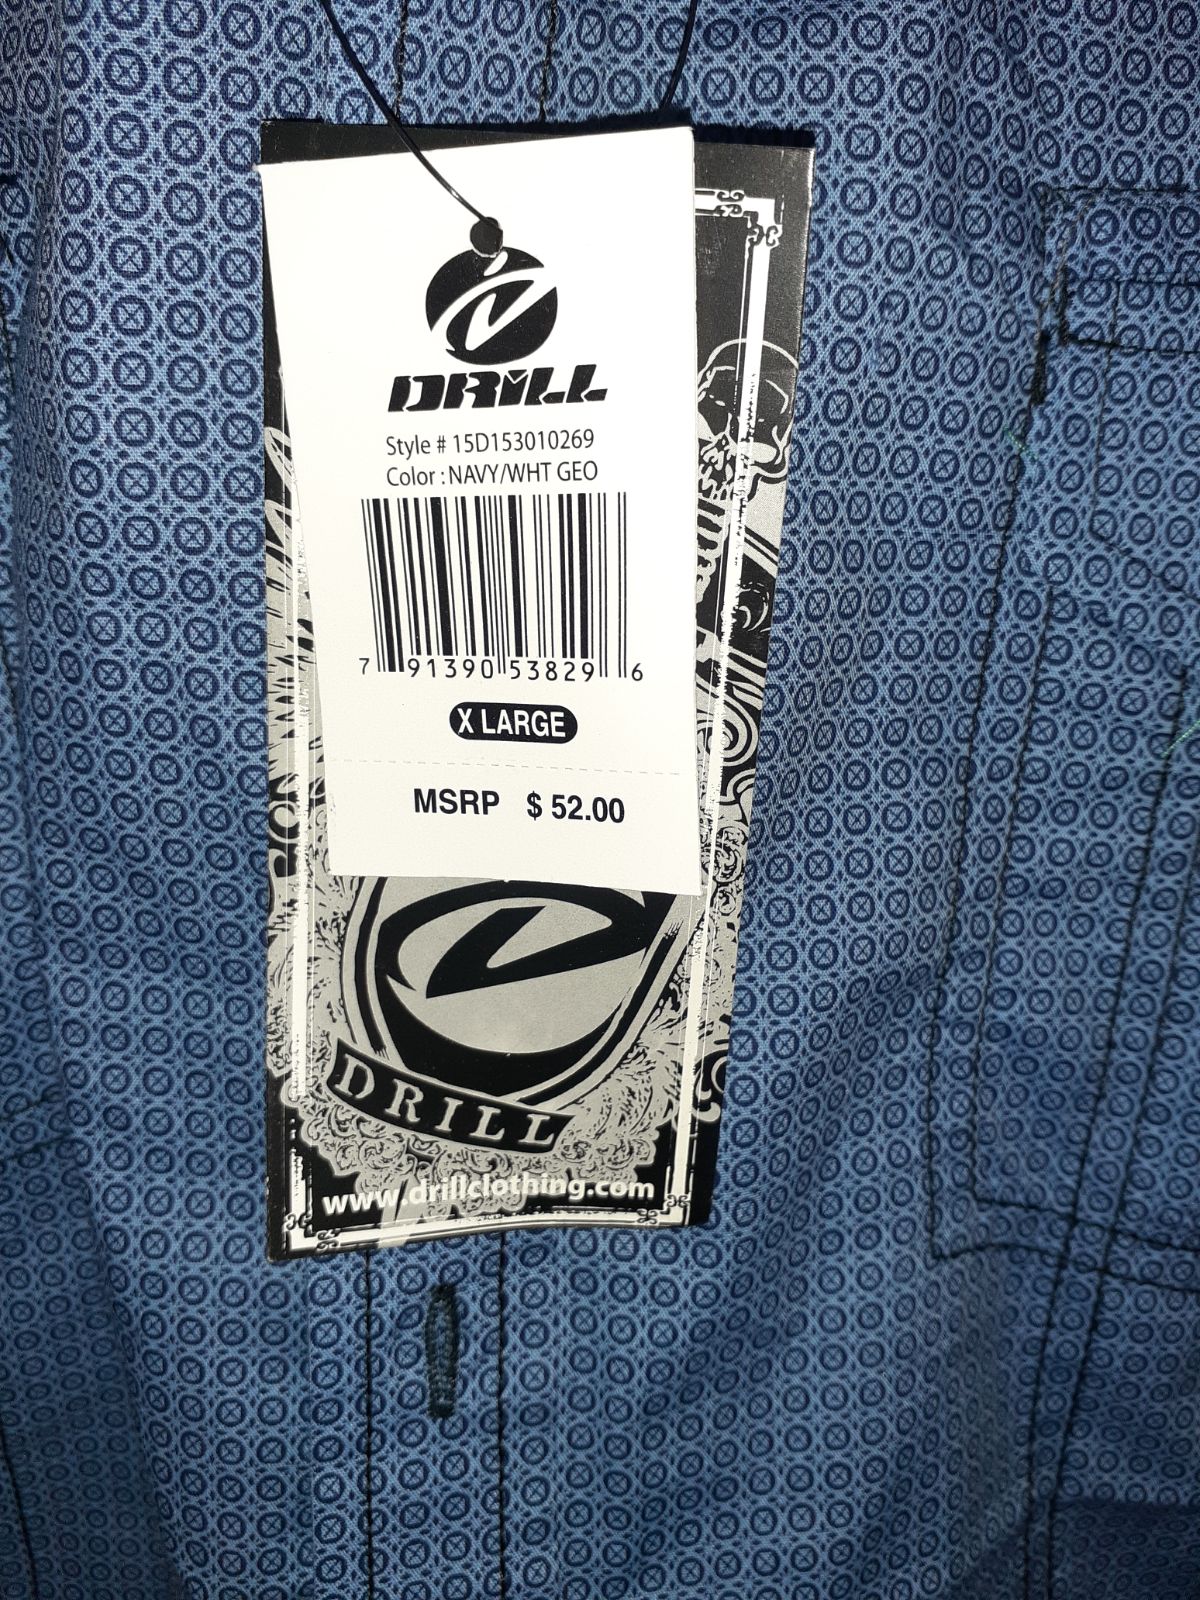 DRILL
Style # 15D153010269
Color : NAVY/WHT GEO
7 91390 53829 6
X LARGE
MSRP $ 52.00
DRILL
www.drillclothing.com